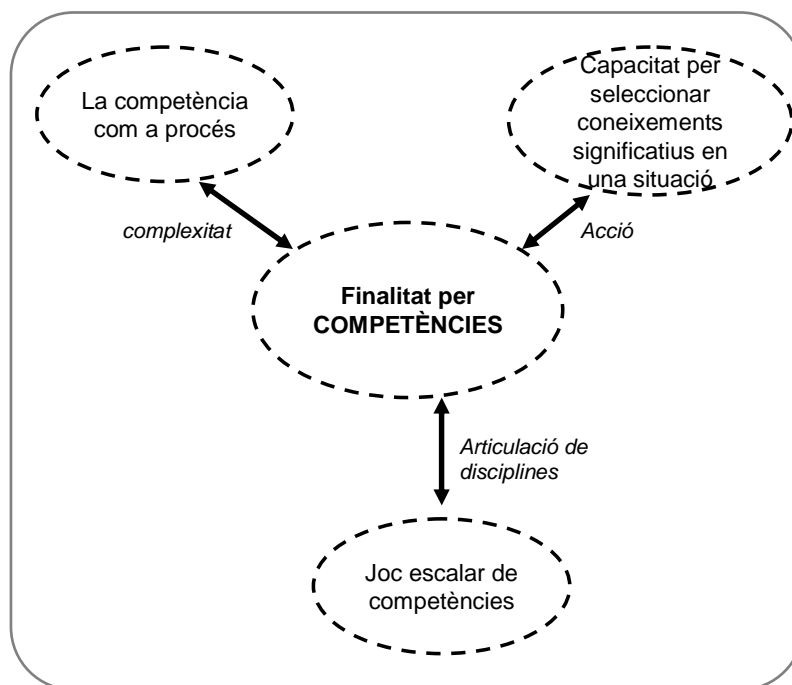 La competència
com a procés
Capacitat per
seleccionar
coneixements
significatius en
una situació
complexitat
Acció
Finalitat per
COMPETÈNCIES
Articulació de
disciplines
Joc escalar de
competències